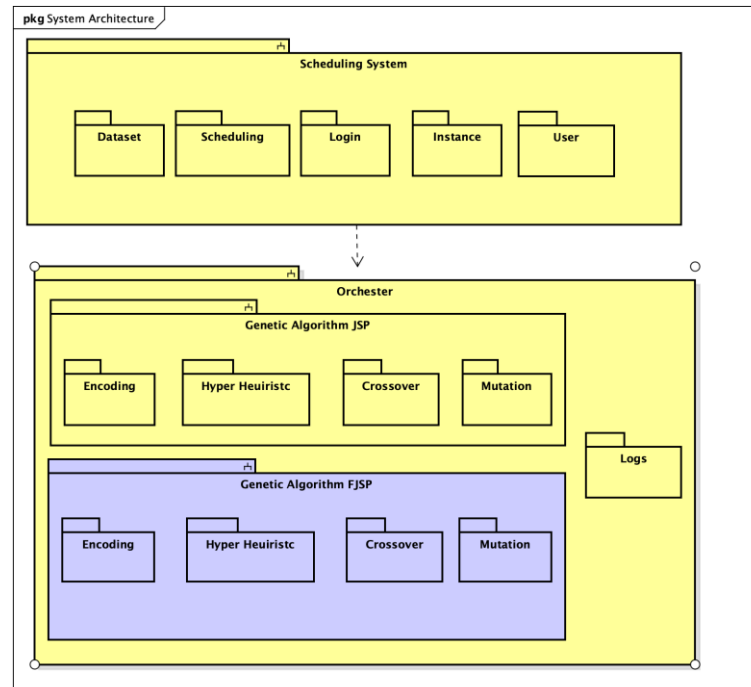 pkg System Architecture
Scheduling System
Dataset
Scheduling
Login
Instance
User
Orchester
Genetic Algorithm JSP
Encoding
Hyper Heuiristc
Crossover
Mutation
Logs
Genetic Algorithm FJSP
Encoding
Hyper Heuiristc
Crossover
Mutation